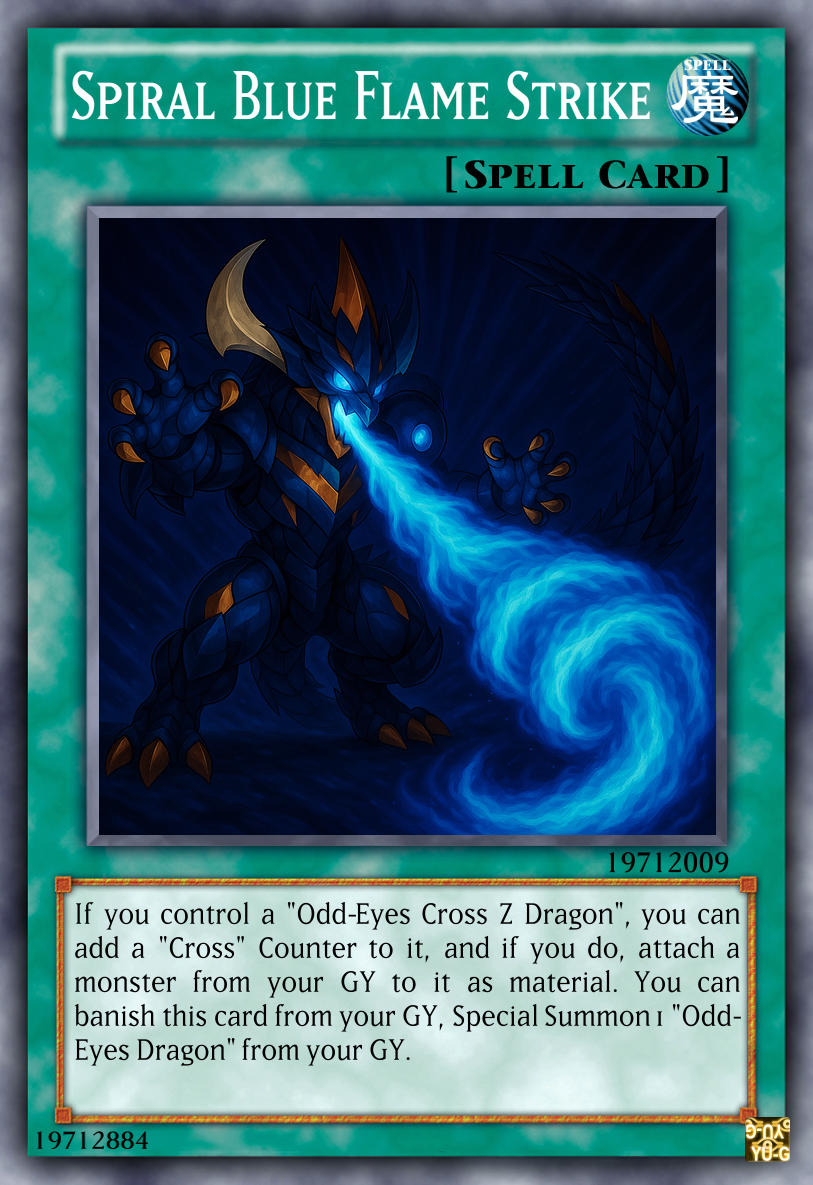 Spiral Blue Flame Strike
SPELL
魔
[Spell Card]
19712009
If you control a "Odd-Eyes Cross Z Dragon", you can
add a "Cross" Counter to it, and if you do, attach a
monster from your GY to it as material. You can
banish this card from your GY, Special Summon 1 "Odd-
Eyes Dragon" from your GY.
19712884
YU-G